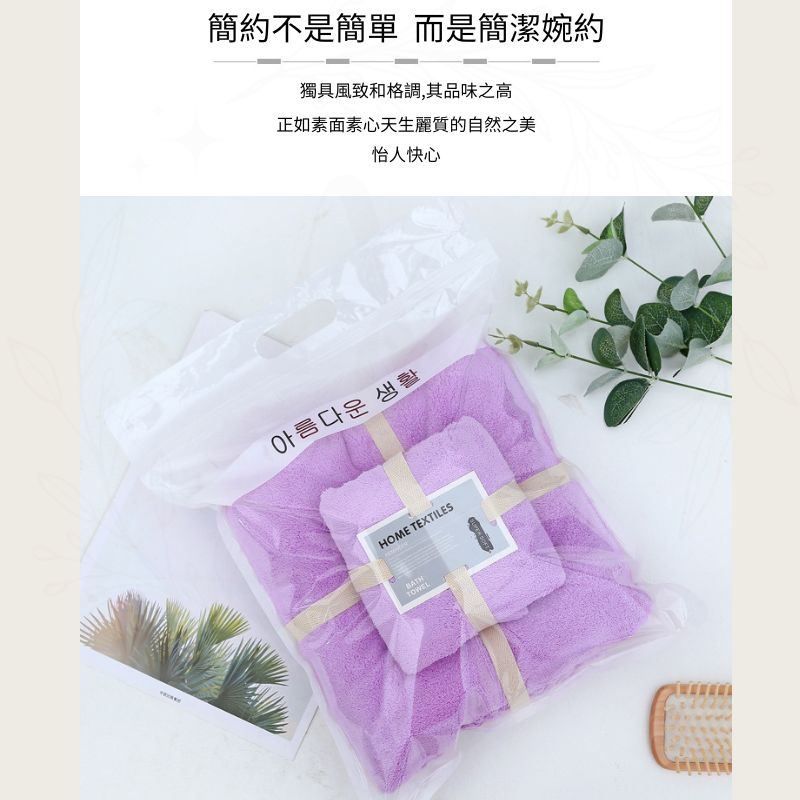 簡約不是簡單 而是簡潔婉約
獨具風致和格調,其品味之高
正如素面素心天生麗質的自然之美
怡人快心
아름다운 생활
HOME TEXTILES
BATH
TOWEL